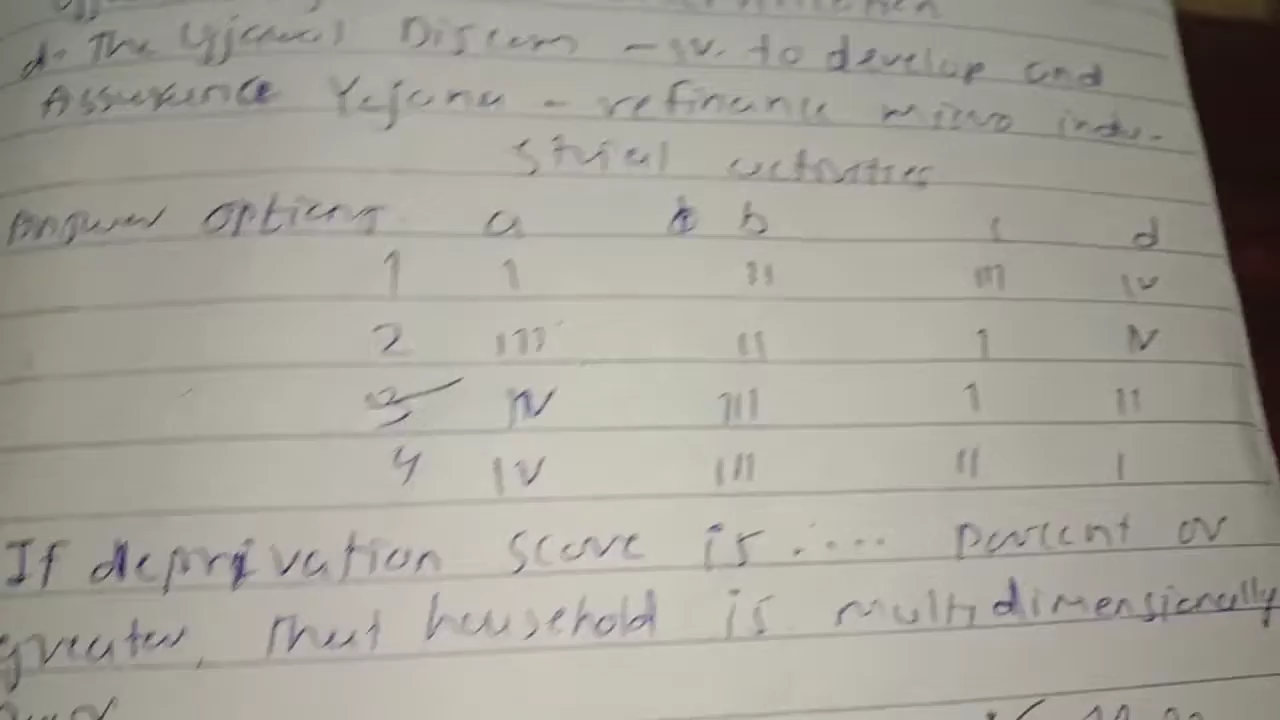 d. The Ujjawal Discom - iv. to develop and
Assurance Yojana - refinance micro indu-
strial activities
Answer options a b c d
1 I II III IV
2 III II I IV
3 IV III I II
4 IV III II I
If deprivation score is ..... percent or
greater, that household is multidimensionally